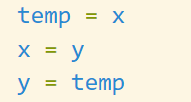 temp = x
x = y
y = temp